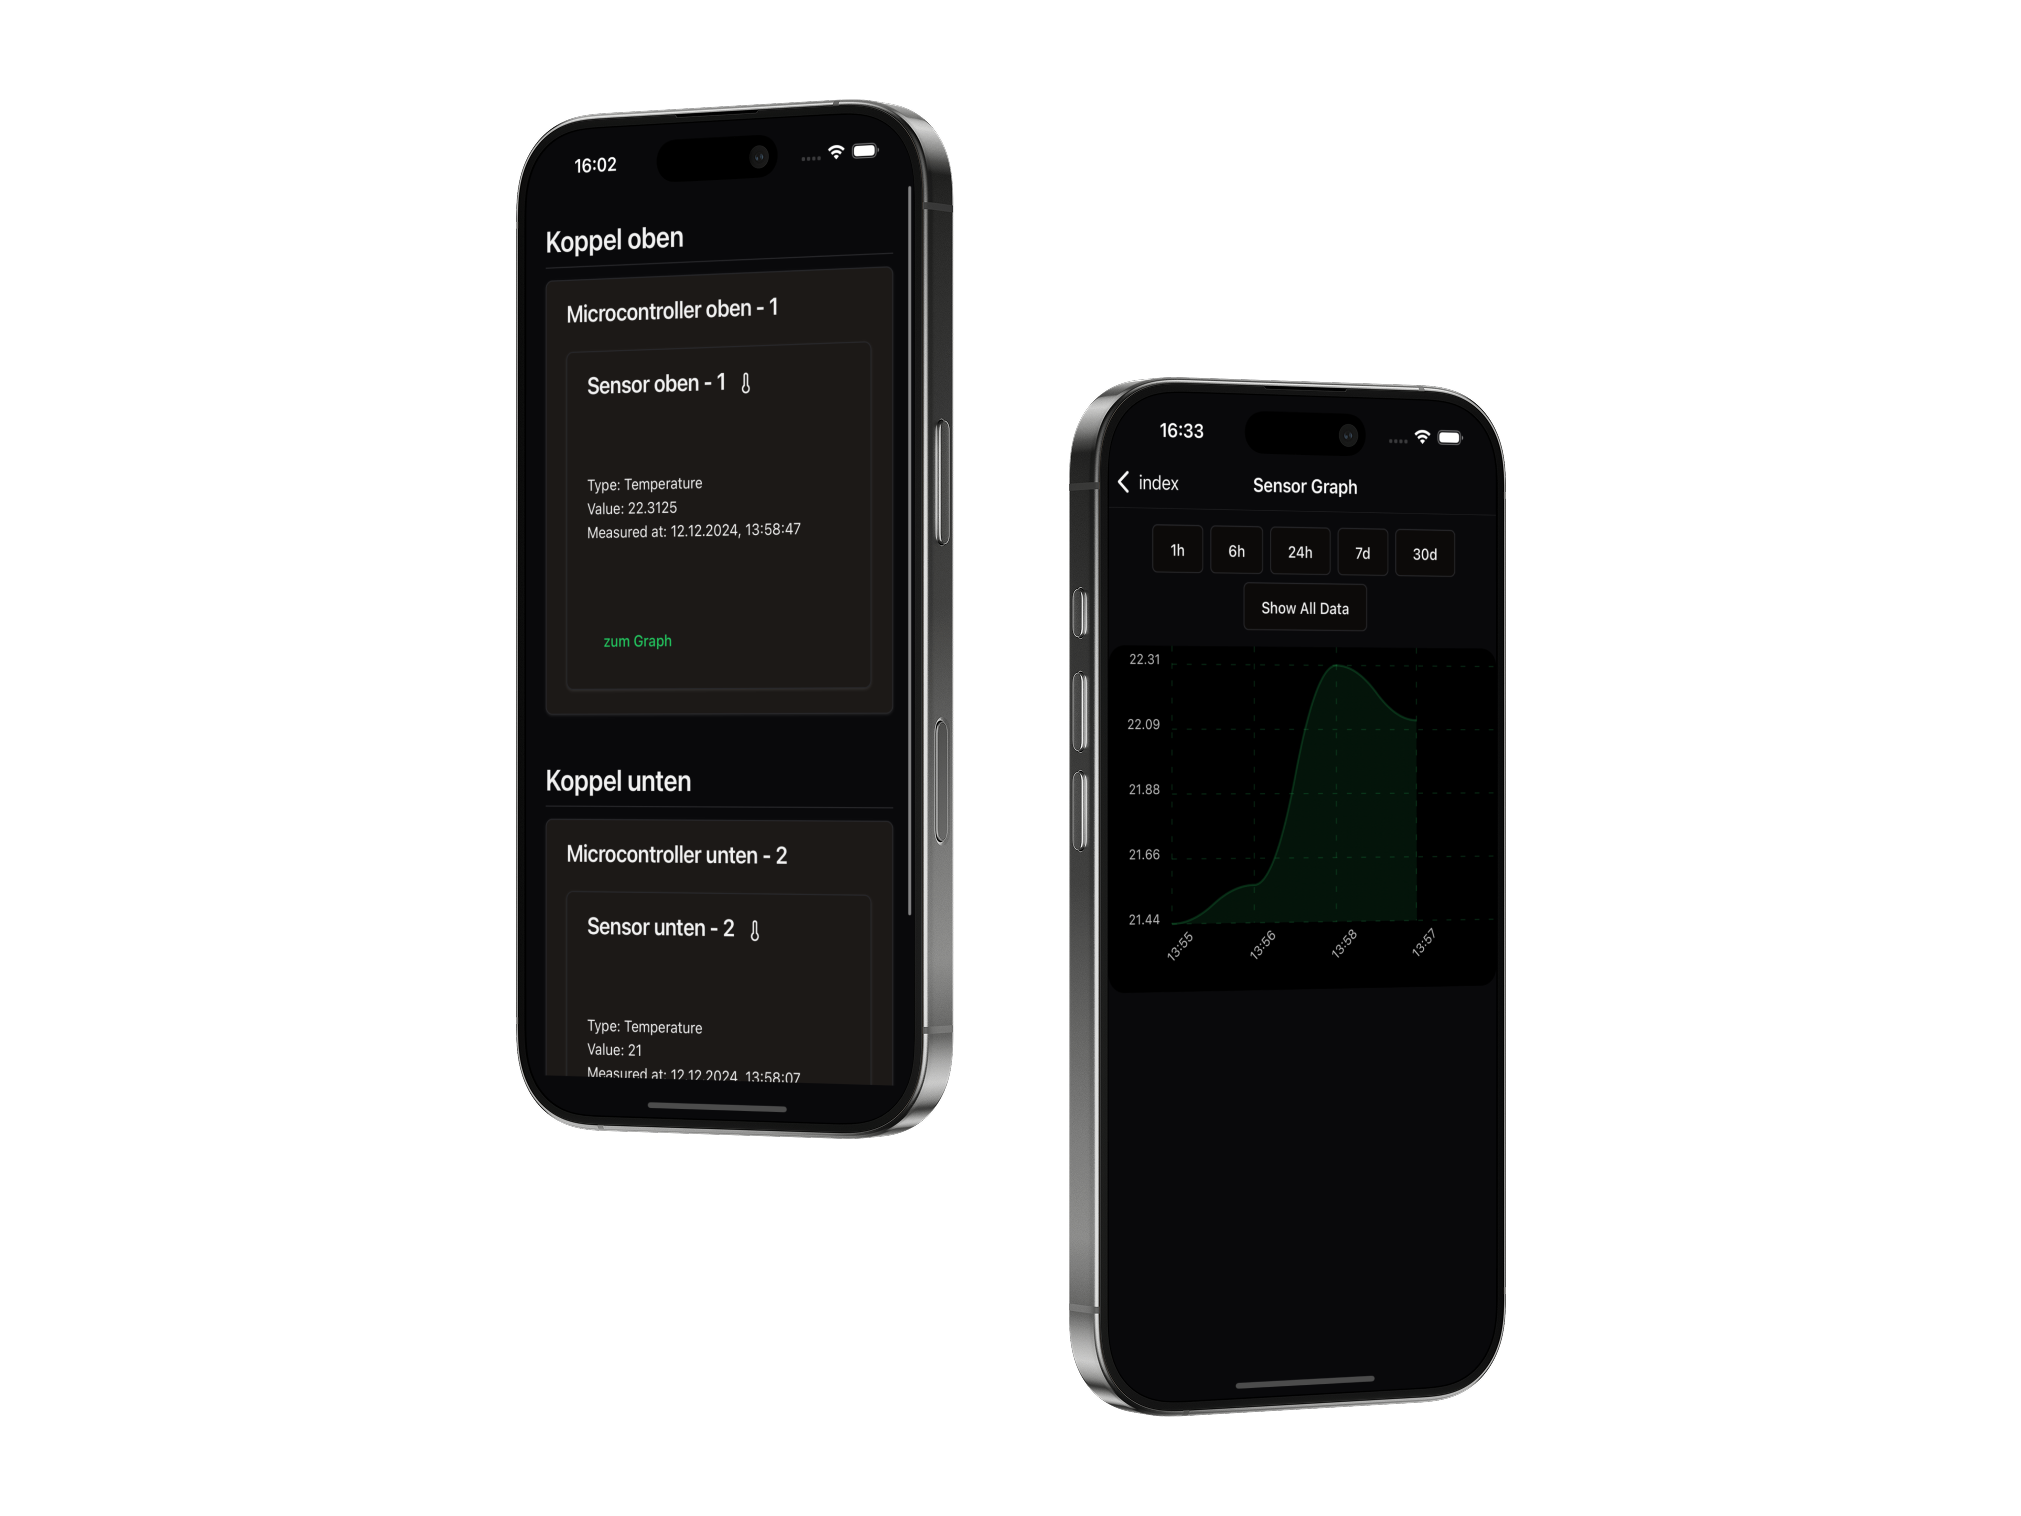 16:02
Koppel oben
Microcontroller oben - 1
Sensor oben - 1
Type: Temperature
Value: 22.3125
Measured at: 12.12.2024, 13:58:47
zum Graph
Koppel unten
Microcontroller unten - 2
Sensor unten - 2
Type: Temperature
Value: 21
Measured at: 12.12.2024, 13:58:07
16:33
index
Sensor Graph
1h
6h
24h
7d
30d
Show All Data
22.31
22.09
21.88
21.66
21.44
13:55
13:56
13:58
13:57